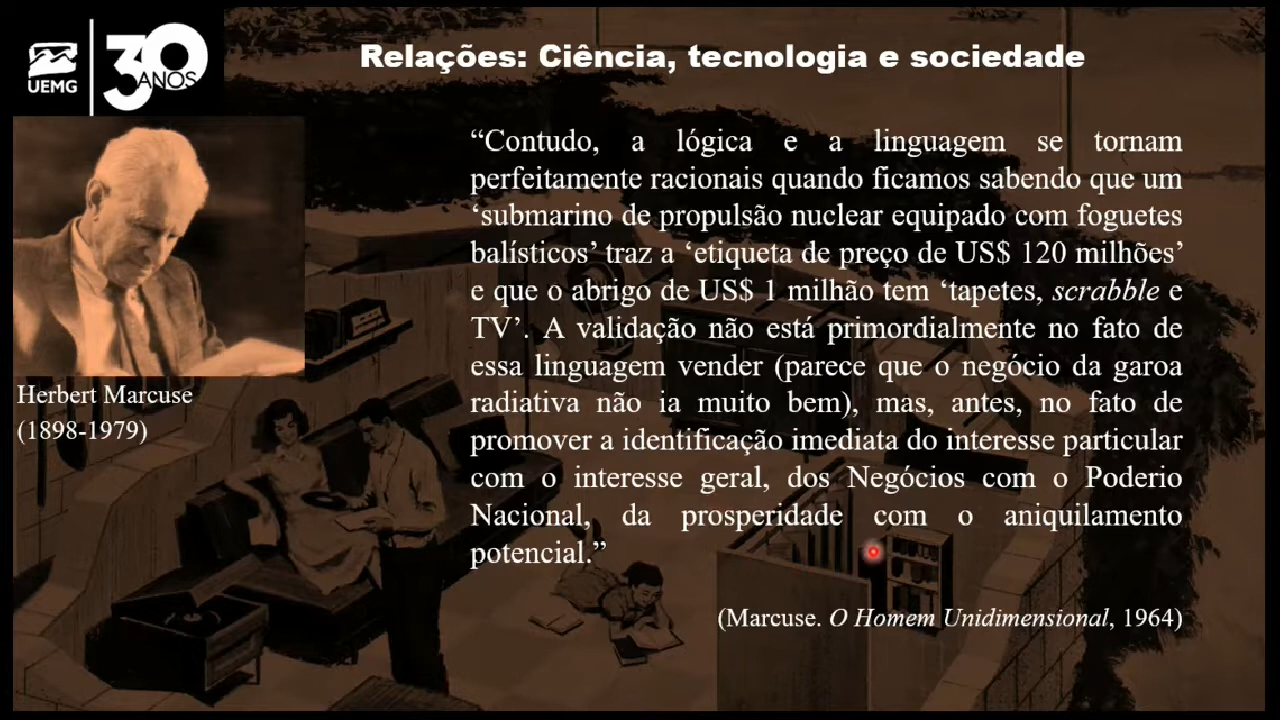 UEMG
30
ANOS
Relações: Ciência, tecnologia e sociedade
Herbert Marcuse
(1898-1979)
“Contudo, a lógica e a linguagem se tornam
perfeitamente racionais quando ficamos sabendo que um
‘submarino de propulsão nuclear equipado com foguetes
balísticos’ traz a ‘etiqueta de preço de US$ 120 milhões’
e que o abrigo de US$ 1 milhão tem ‘tapetes, scrabble e
TV’. A validação não está primordialmente no fato de
essa linguagem vender (parece que o negócio da garoa
radiativa não ia muito bem), mas, antes, no fato de
promover a identificação imediata do interesse particular
com o interesse geral, dos Negócios com o Poderio
Nacional, da prosperidade com o aniquilamento
potencial.”
(Marcuse. O Homem Unidimensional, 1964)